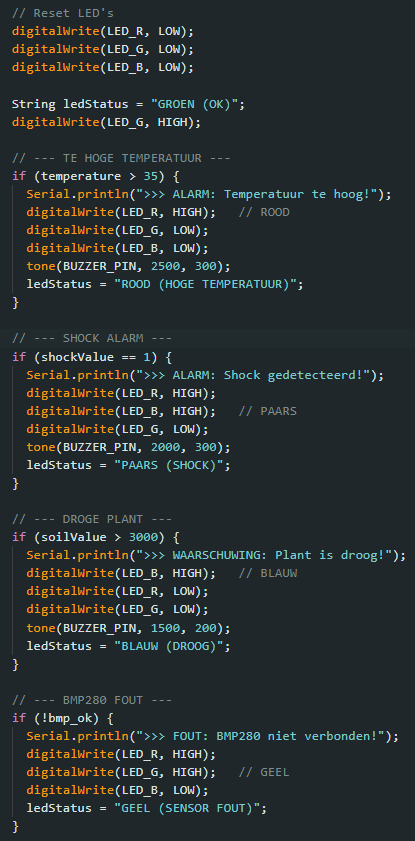 // Reset LED's
digitalWrite(LED_R, LOW);
digitalWrite(LED_G, LOW);
digitalWrite(LED_B, LOW);

String ledStatus = "GROEN (OK)";
digitalWrite(LED_G, HIGH);

// --- TE HOGE TEMPERATUUR ---
if (temperature > 35) {
  Serial.println(">>> ALARM: Temperatuur te hoog!");
  digitalWrite(LED_R, HIGH);   // ROOD
  digitalWrite(LED_G, LOW);
  digitalWrite(LED_B, LOW);
  tone(BUZZER_PIN, 2500, 300);
  ledStatus = "ROOD (HOGE TEMPERATUUR)";
}

// --- SHOCK ALARM ---
if (shockValue == 1) {
  Serial.println(">>> ALARM: Shock gedetecteerd!");
  digitalWrite(LED_R, HIGH);
  digitalWrite(LED_B, HIGH);   // PAARS
  digitalWrite(LED_G, LOW);
  tone(BUZZER_PIN, 2000, 300);
  ledStatus = "PAARS (SHOCK)";
}

// --- DROGE PLANT ---
if (soilValue > 3000) {
  Serial.println(">>> WAARSCHUWING: Plant is droog!");
  digitalWrite(LED_B, HIGH);   // BLAUW
  digitalWrite(LED_R, LOW);
  digitalWrite(LED_G, LOW);
  tone(BUZZER_PIN, 1500, 200);
  ledStatus = "BLAUW (DROOG)";
}

// --- BMP280 FOUT ---
if (!bmp_ok) {
  Serial.println(">>> FOUT: BMP280 niet verbonden!");
  digitalWrite(LED_R, HIGH);
  digitalWrite(LED_G, HIGH);   // GEEL
  digitalWrite(LED_B, LOW);
  ledStatus = "GEEL (SENSOR FOUT)";
}